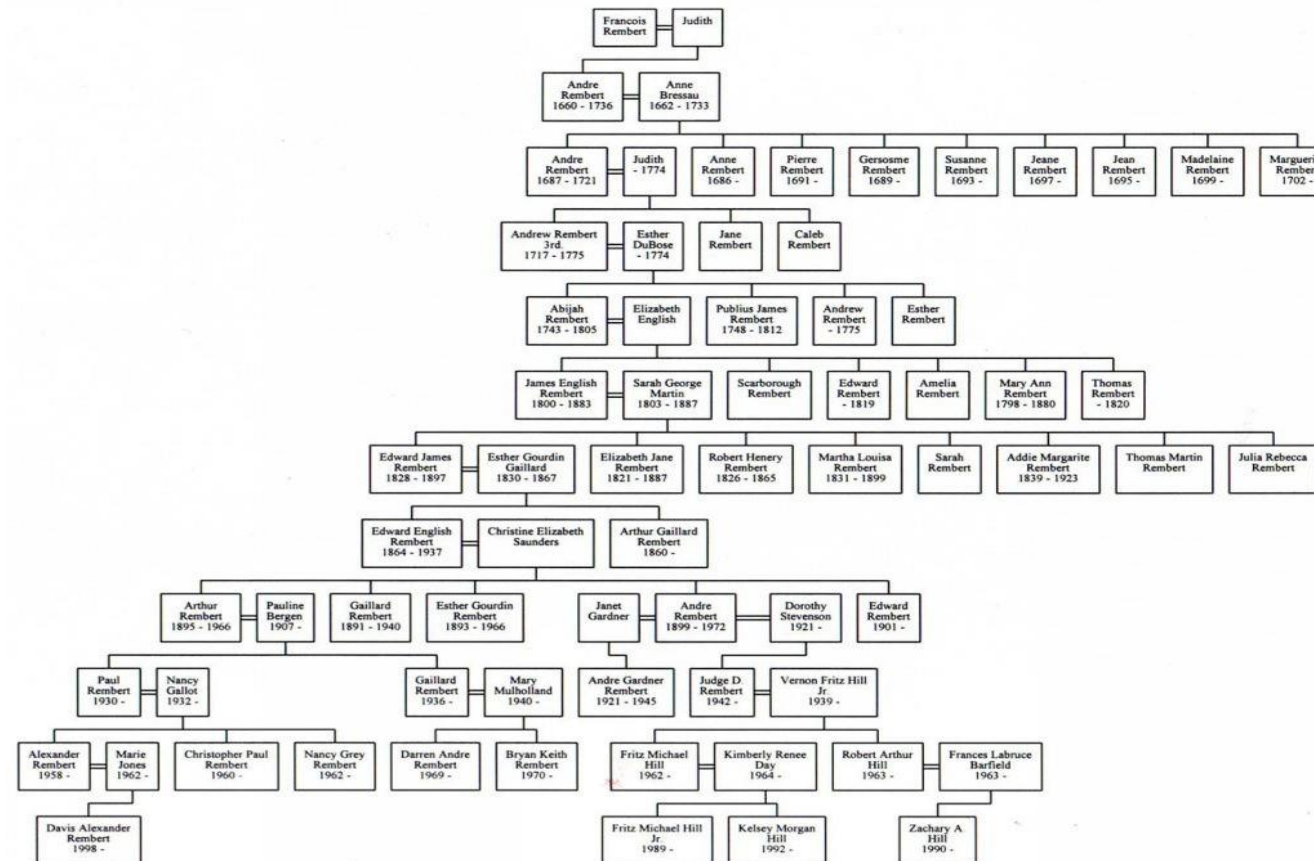 Francois
Rembert
Judith
Andre
Rembert
1660 - 1736
Anne
Bressau
1662 - 1733
Andre
Rembert
1687 - 1721
Judith
- 1774
Anne
Rembert
1686 -
Pierre
Rembert
1691 -
Gersosme
Rembert
1689 -
Susanne
Rembert
1693 -
Jeane
Rembert
1697 -
Jean
Rembert
1695 -
Madelaine
Rembert
1699 -
Rember
1702 -
Andrew Rembert
3rd.
1717 - 1775
Esther
DuBose
- 1774
Jane
Rembert
Caleb
Rembert
Abijah
Rembert
1743 - 1805
Elizabeth
English
Publius James
Rembert
1748 - 1812
Andrew
Rembert
- 1775
Esther
Rembert
James English
Rembert
1800 - 1883
Sarah George
Martin
1803 - 1887
Scarborough
Rembert
Edward
Rembert
- 1819
Amelia
Rembert
Mary Ann
Rembert
1798 - 1880
Thomas
Rembert
- 1820
Edward James
Rembert
1828 - 1897
Esther Gourdin
Gaillard
1830 - 1867
Elizabeth Jane
Rembert
1821 - 1887
Robert Henery
Rembert
1826 - 1865
Martha Louisa
Rembert
1831 - 1899
Sarah
Rembert
Addie Margarite
Rembert
1839 - 1923
Thomas Martin
Rembert
Julia Rebecca
Rembert
Edward English
Rembert
1864 - 1937
Christine Elizabeth
Saunders
Arthur Gaillard
Rembert
1860 -
Arthur
Rembert
1895 - 1966
Pauline
Bergen
1907 -
Gaillard
Rembert
1891 - 1940
Esther Gourdin
Rembert
1893 - 1966
Janet
Gardner
Andre
Rembert
1899 - 1972
Dorothy
Stevenson
1921 -
Edward
Rembert
1901 -
Paul
Rembert
1930 -
Nancy
Gallot
1932 -
Gaillard
Rembert
1936 -
Mary
Mulholland
1940 -
Andre Gardner
Rembert
1921 - 1945
Judge D.
Rembert
1942 -
Vernon Fritz Hill
Jr.
1939 -
Alexander
Rembert
1958 -
Marie
Jones
1962 -
Christopher Paul
Rembert
1960 -
Nancy Grey
Rembert
1962 -
Darren Andre
Rembert
1969 -
Bryan Keith
Rembert
1970 -
Fritz Michael
Hill
1962 -
Kimberly Renee
Day
1964 -
Robert Arthur
Hill
1963 -
Frances Labruce
Barfield
1963 -
Davis Alexander
Rembert
1998 -
Fritz Michael Hill
Jr.
1989 -
Kelsey Morgan
Hill
1992 -
Zachary A.
Hill
1990 -